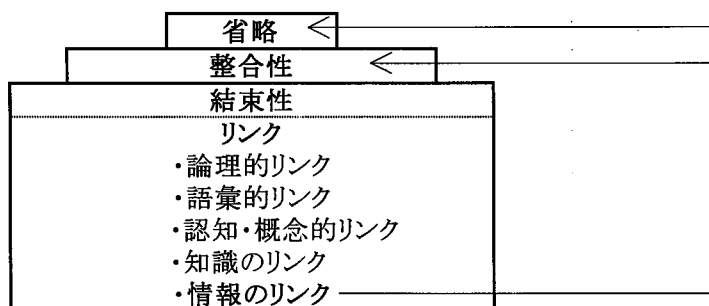 省略
整合性
結束性
リンク
・論理的リンク
・語彙的リンク
・認知・概念的リンク
・知識のリンク
・情報のリンク